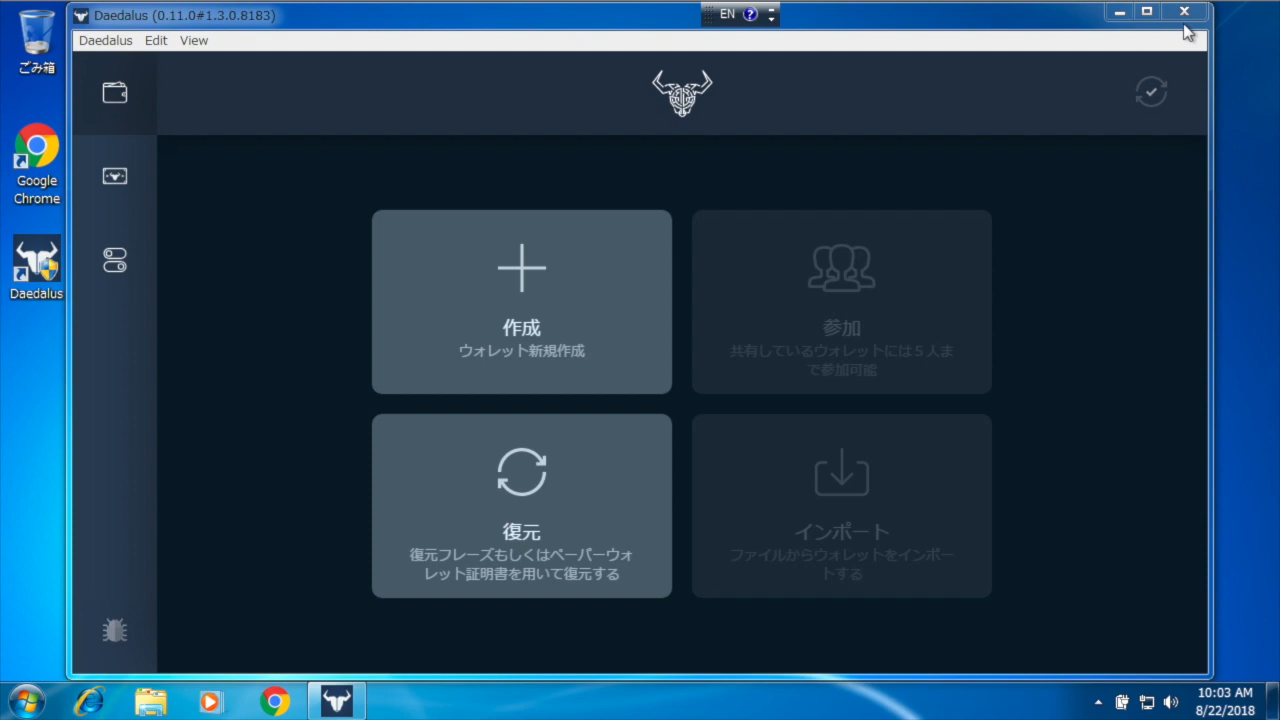 Daedalus (0.11.0#1.3.0.8183)
EN
Daedalus Edit View
ごみ箱
Google
Chrome
Daedalus
作成
ウォレット新規作成
参加
共有しているウォレットには５人ま
で参加可能
復元
復元フレーズもしくはペーパーウォ
レット証明書を用いて復元する
インポート
ファイルからウォレットをインポー
トする
10:03 AM
8/22/2018